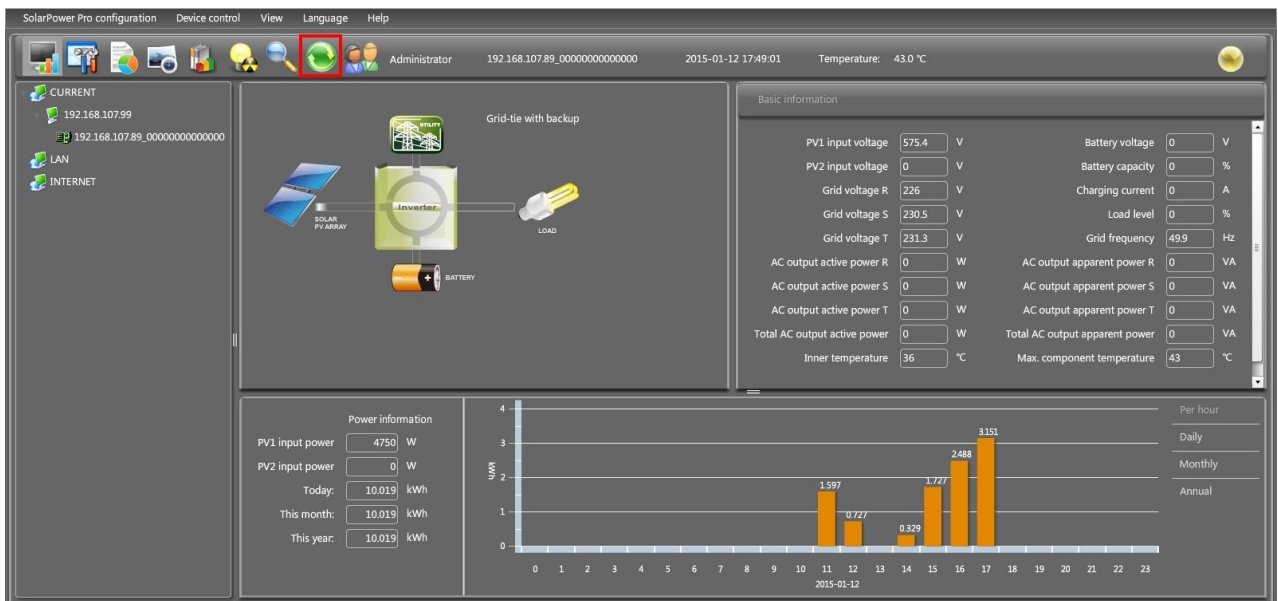 SolarPower Pro configuration Device control View Language Help
Administrator 192.168.107.89_00000000000000 2015-01-12 17:49:01 Temperature: 43.0 ℃
CURRENT
192.168.107.99
192.168.107.89_00000000000000
LAN
INTERNET
Grid-tie with backup
UTILITY
SOLAR
PV ARRAY
Inverter
LOAD
BATTERY
Basic information
PV1 input voltage 575.4 V Battery voltage 0 V
PV2 input voltage 0 V Battery capacity 0 %
Grid voltage R 226 V Charging current 0 A
Grid voltage S 230.5 V Load level 0 %
Grid voltage T 231.3 V Grid frequency 49.9 Hz
AC output active power R 0 W AC output apparent power R 0 VA
AC output active power S 0 W AC output apparent power S 0 VA
AC output active power T 0 W AC output apparent power T 0 VA
Total AC output active power 0 W Total AC output apparent power 0 VA
Inner temperature 36 ℃ Max. component temperature 43 ℃
Power information
PV1 input power 4750 W
PV2 input power 0 W
Today: 10.019 kWh
This month: 10.019 kWh
This year: 10.019 kWh
kWh
4
3
2
1
0
1.597 0.727 0.329 1.727 2.488 3.151
0 1 2 3 4 5 6 7 8 9 10 11 12 13 14 15 16 17 18 19 20 21 22 23
2015-01-12
Per hour
Daily
Monthly
Annual